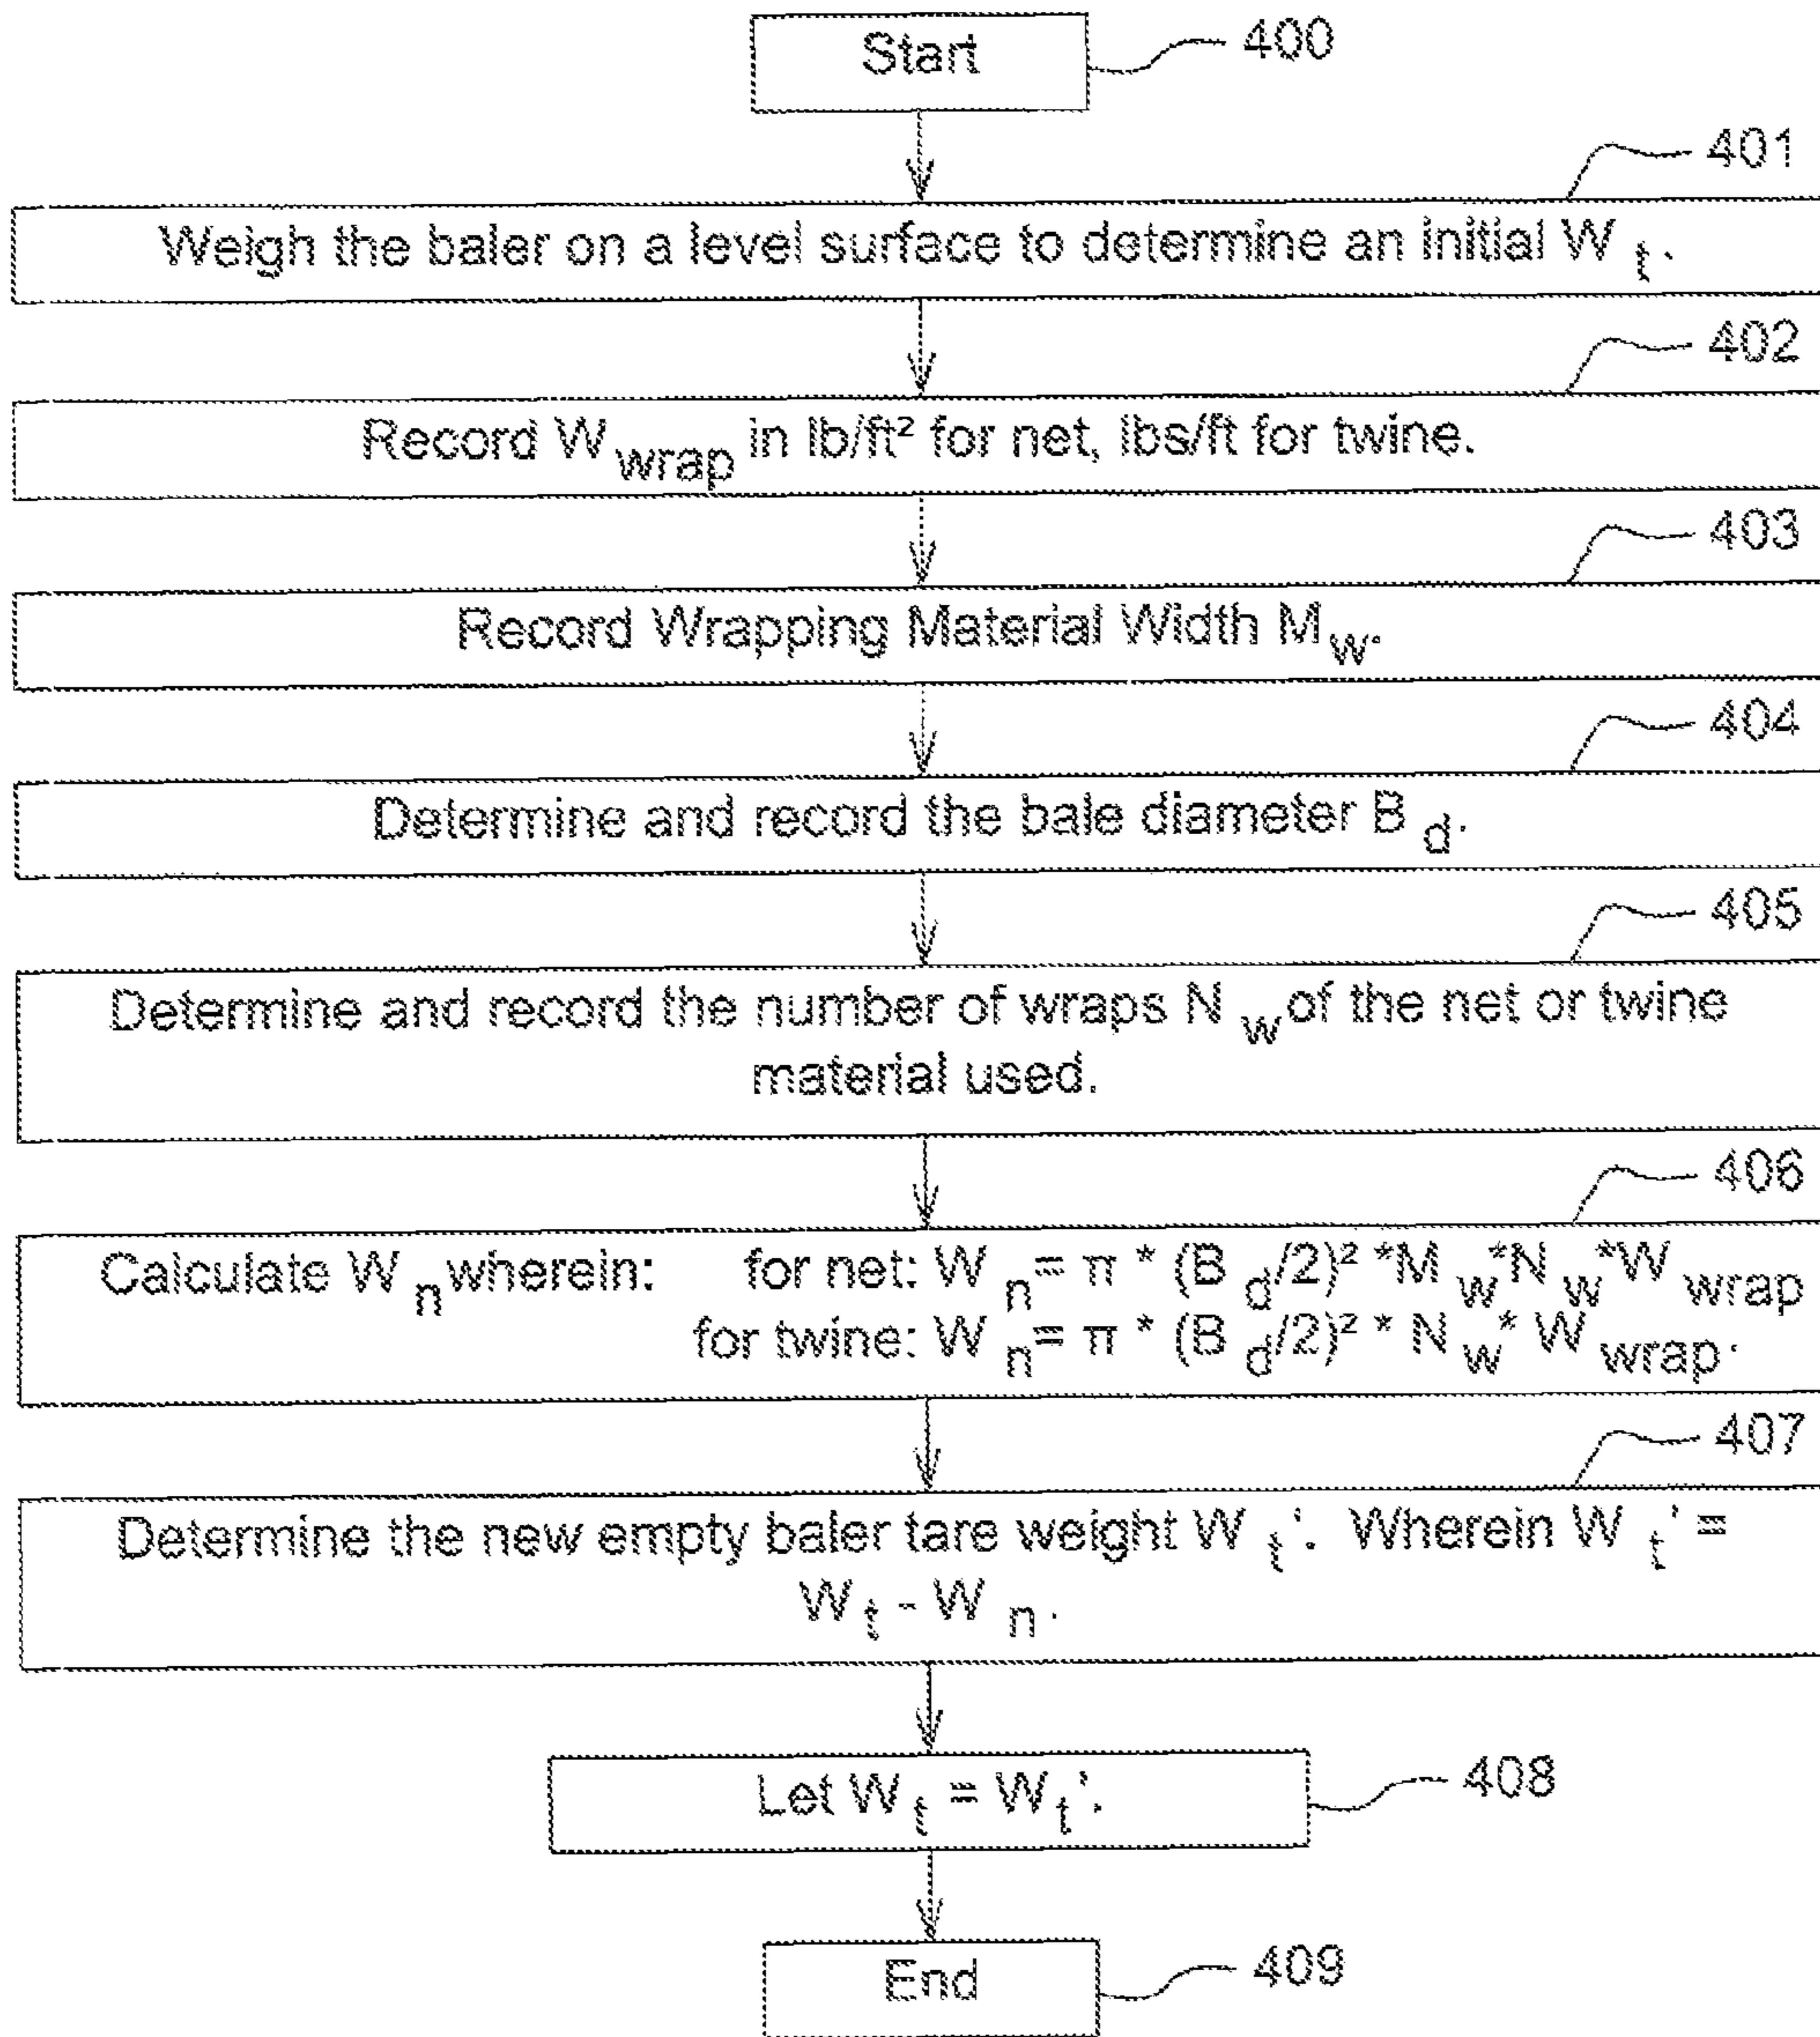 Start
400
401
Weigh the baler on a level surface to determine an initial W t.
402
Record W wrap in lb/ft² for net, lbs/ft for twine.
403
Record Wrapping Material Width M w.
404
Determine and record the bale diameter B d.
405
Determine and record the number of wraps N w of the net or twine
material used.
406
Calculate W n wherein: for net: W n = π * (B d/2)² *M w*N w*W wrap
for twine: W n = π * (B d/2)² * N w* W wrap.
407
Determine the new empty baler tare weight W t'. Wherein W t' =
W t - W n.
Let W t = W t'.
408
End
409